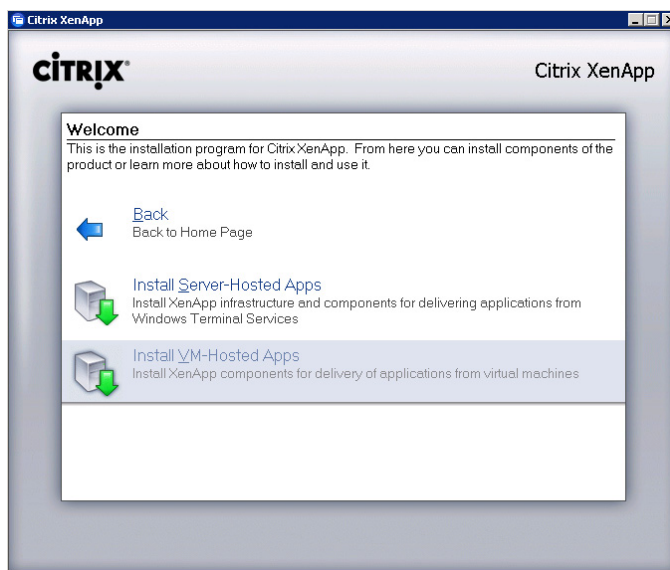 Citrix XenApp
CİTRIX
Citrix XenApp
Welcome
This is the installation program for Citrix XenApp. From here you can install components of the
product or learn more about how to install and use it.
Back
Back to Home Page
Install Server-Hosted Apps
Install XenApp infrastructure and components for delivering applications from
Windows Terminal Services
Install VM-Hosted Apps
Install XenApp components for delivery of applications from virtual machines